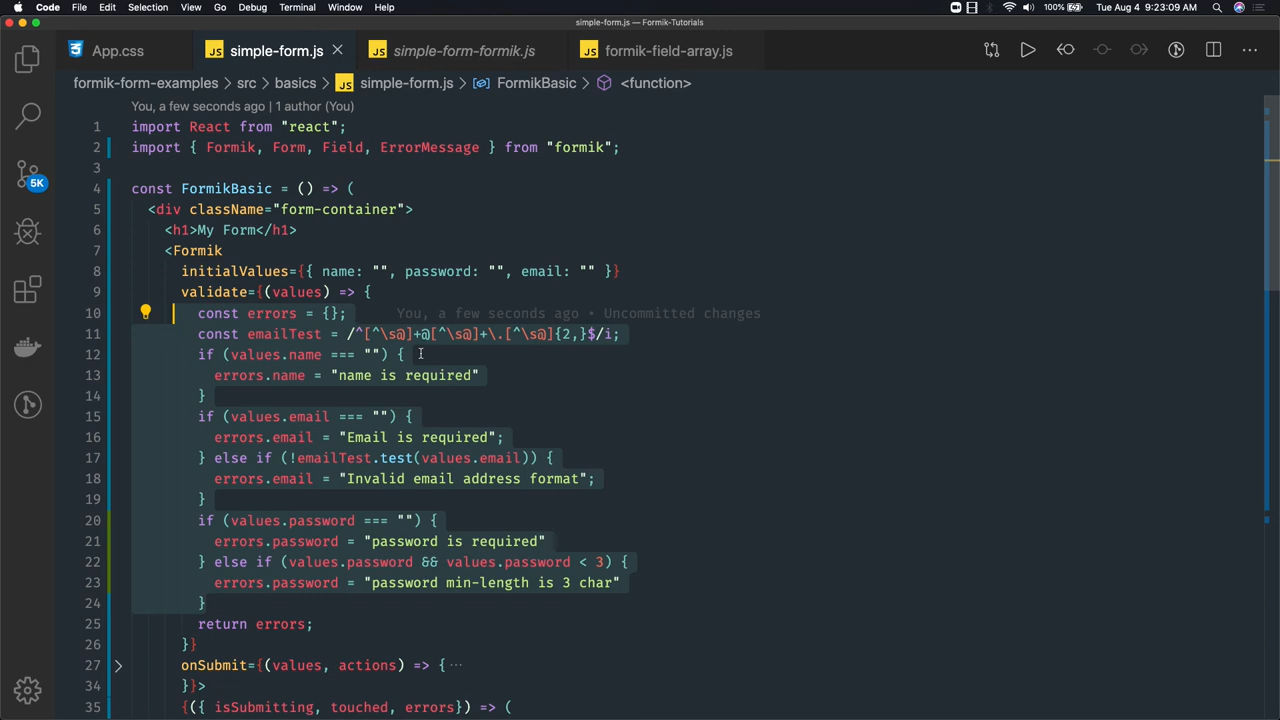 Code File Edit Selection View Go Debug Terminal Window Help 100% Tue Aug 4 9:23:09 AM
simple-form.js — Formik-Tutorials
App.css JS simple-form.js JS simple-form-formik.js JS formik-field-array.js
formik-form-examples > src > basics > JS simple-form.js > FormikBasic > <function>
You, a few seconds ago | 1 author (You)
1 import React from "react";
2 import { Formik, Form, Field, ErrorMessage } from "formik";
3
4 const FormikBasic = () => (
5 <div className="form-container">
6 <h1>My Form</h1>
7 <Formik
8 initialValues={{ name: "", password: "", email: "" }}
9 validate={(values) => {
10 const errors = {}; You, a few seconds ago • Uncommitted changes
11 const emailTest = /^[^\s@]+@[^\s@]+\.[^\s@]{2,}$/i;
12 if (values.name === "") {
13 errors.name = "name is required"
14 }
15 if (values.email === "") {
16 errors.email = "Email is required";
17 } else if (!emailTest.test(values.email)) {
18 errors.email = "Invalid email address format";
19 }
20 if (values.password === "") {
21 errors.password = "password is required"
22 } else if (values.password && values.password < 3) {
23 errors.password = "password min-length is 3 char"
24 }
25 return errors;
26 }}
27 onSubmit={(values, actions) => { ···
34 }}>
35 {({ isSubmitting, touched, errors}) => (
5K